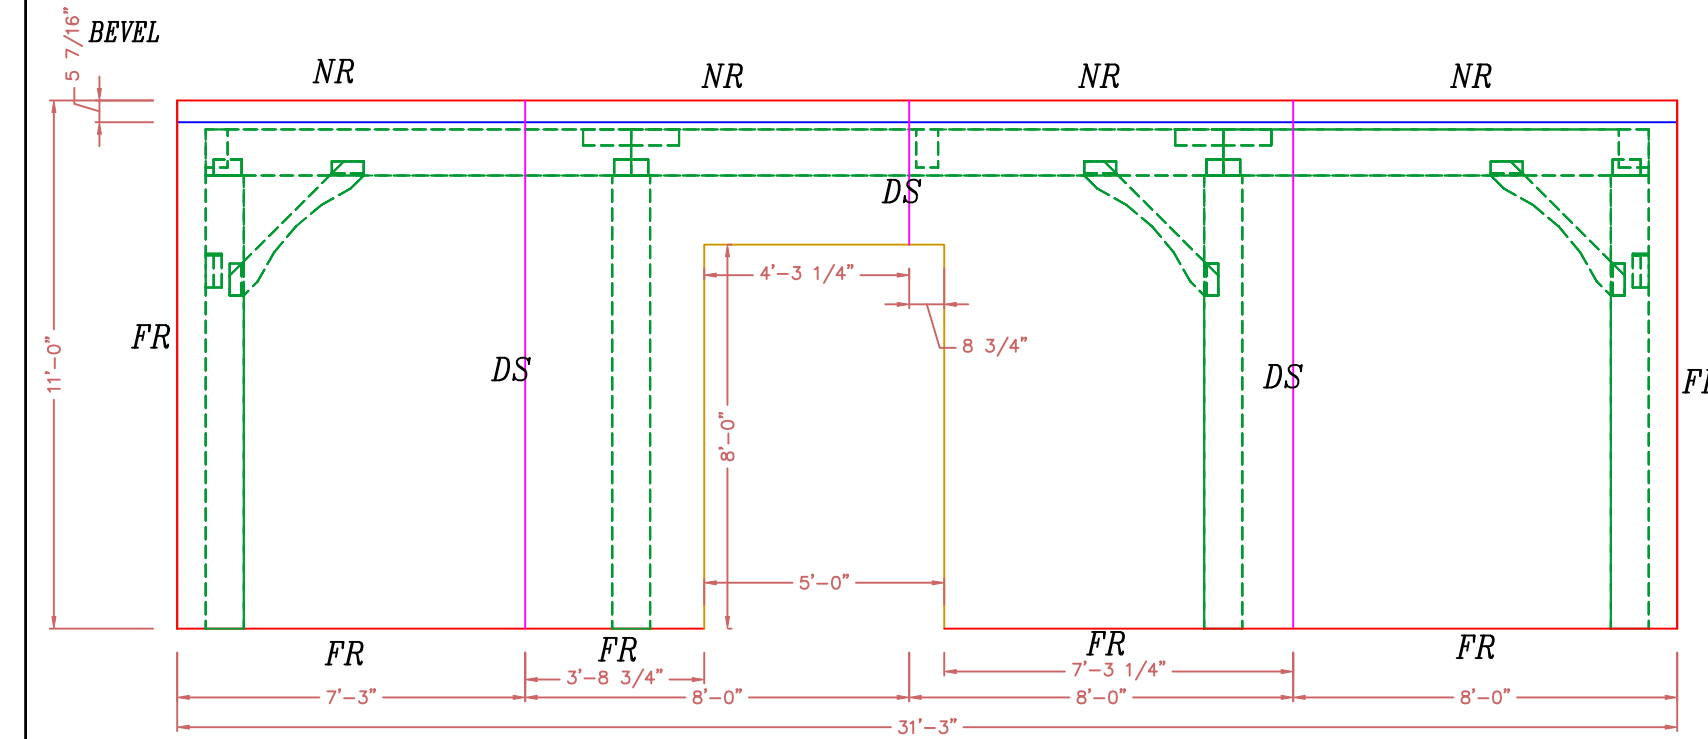 5 7/16"
BEVEL
NR
NR
NR
NR
DS
4'-3 1/4"
8 3/4"
FR
11'-0"
DS
DS
8'-0"
5'-0"
FR
FR
FR
FR
3'-8 3/4"
7'-3 1/4"
7'-3"
8'-0"
8'-0"
8'-0"
31'-3"